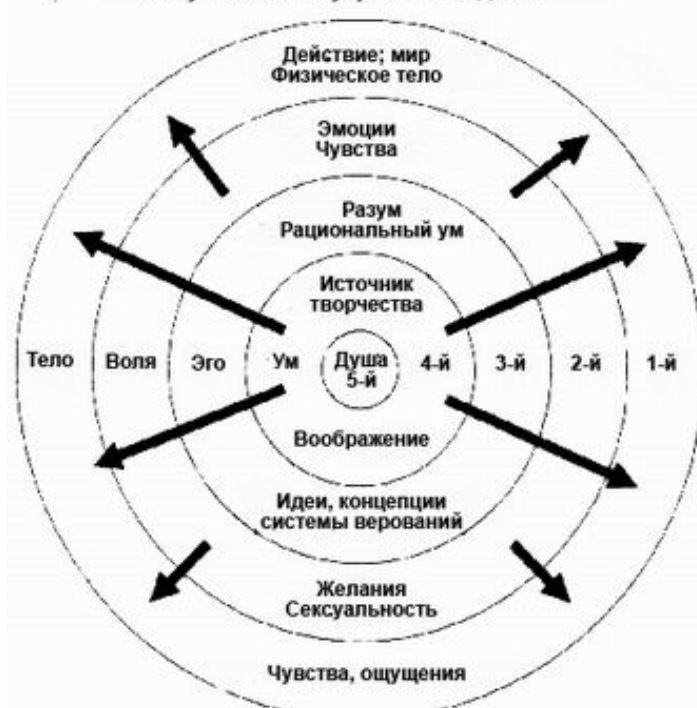 Действие; мир
Физическое тело
Эмоции
Чувства
Разум
Рациональный ум
Источник
творчества
Тело Воля Эго Ум Душа 4-й 3-й 2-й 1-й
5-й
Воображение
Идеи, концепции
системы верований
Желания
Сексуальность
Чувства, ощущения